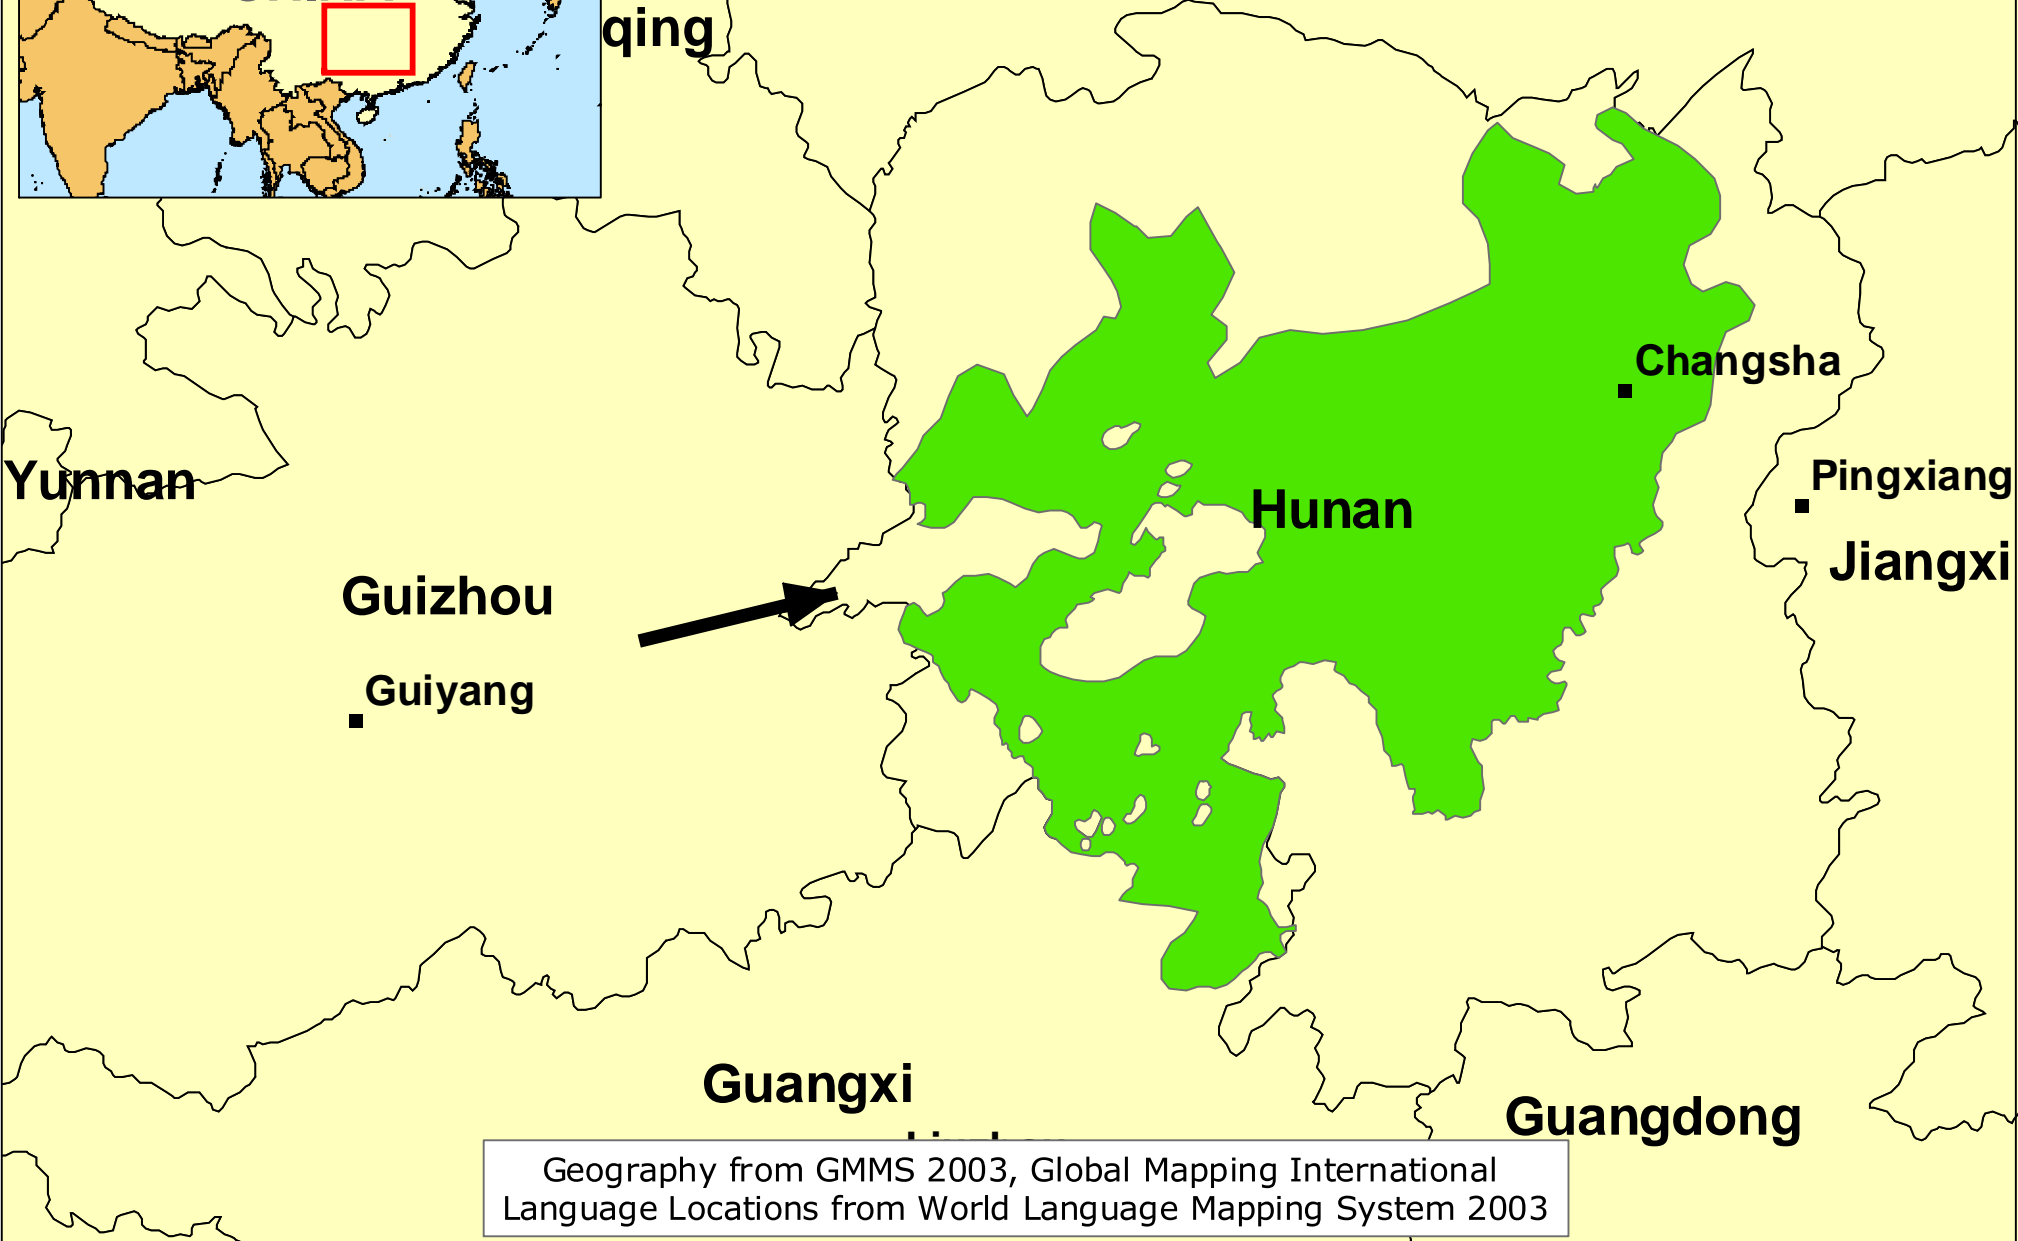 qing
Changsha
Yunnan
Pingxiang
Hunan
Jiangxi
Guizhou
Guiyang
Guangxi
Guangdong
Geography from GMMS 2003, Global Mapping International
Language Locations from World Language Mapping System 2003